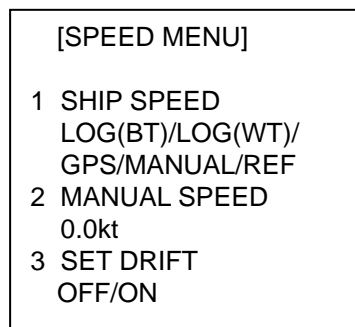 [SPEED MENU]
1 SHIP SPEED
LOG(BT)/LOG(WT)/
GPS/MANUAL/REF
2 MANUAL SPEED
0.0kt
3 SET DRIFT
OFF/ON